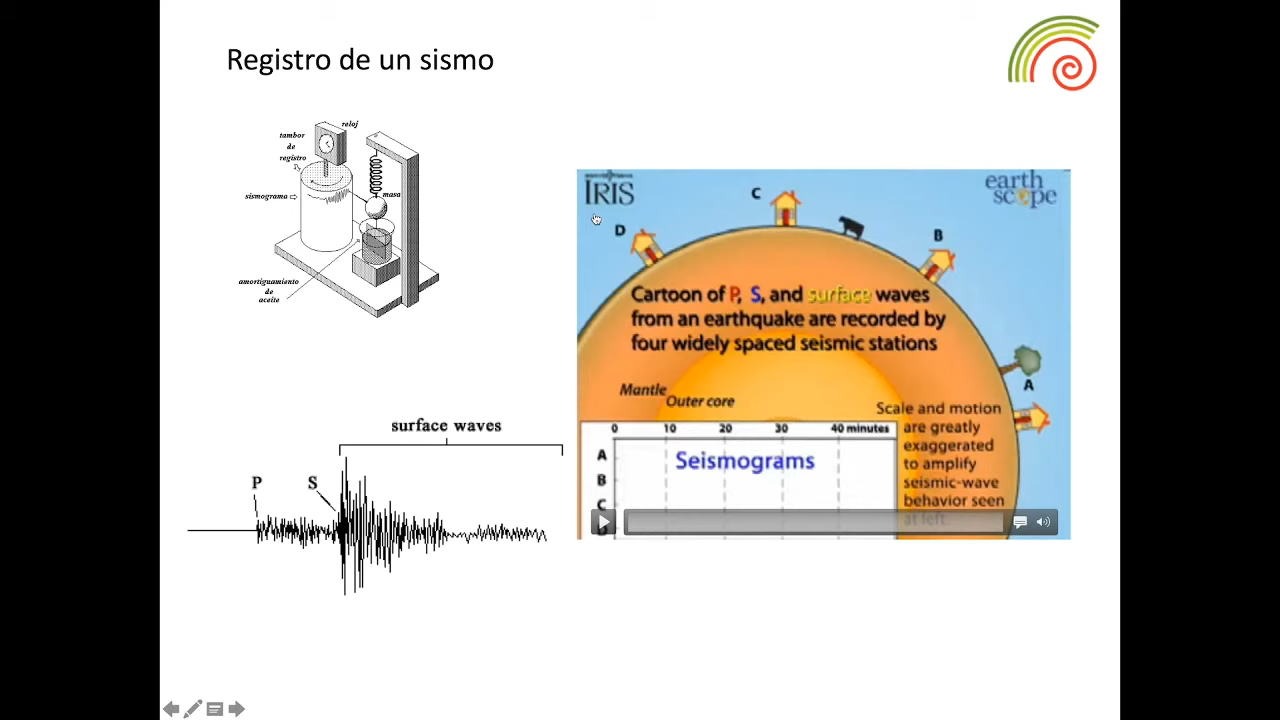 Registro de un sismo
reloj
tambor
de
registro
sismograma
masa
amortiguamiento
de
aceite
surface waves
P
S
IRIS
earth
scope
C
D
B
Cartoon of P, S, and surface waves
from an earthquake are recorded by
four widely spaced seismic stations
A
Mantle
Outer core
Scale and motion
are greatly
exaggerated
to amplify
seismic-wave
behavior seen
at left.
0 10 20 30 40 minutes
A
Seismograms
B
C
D